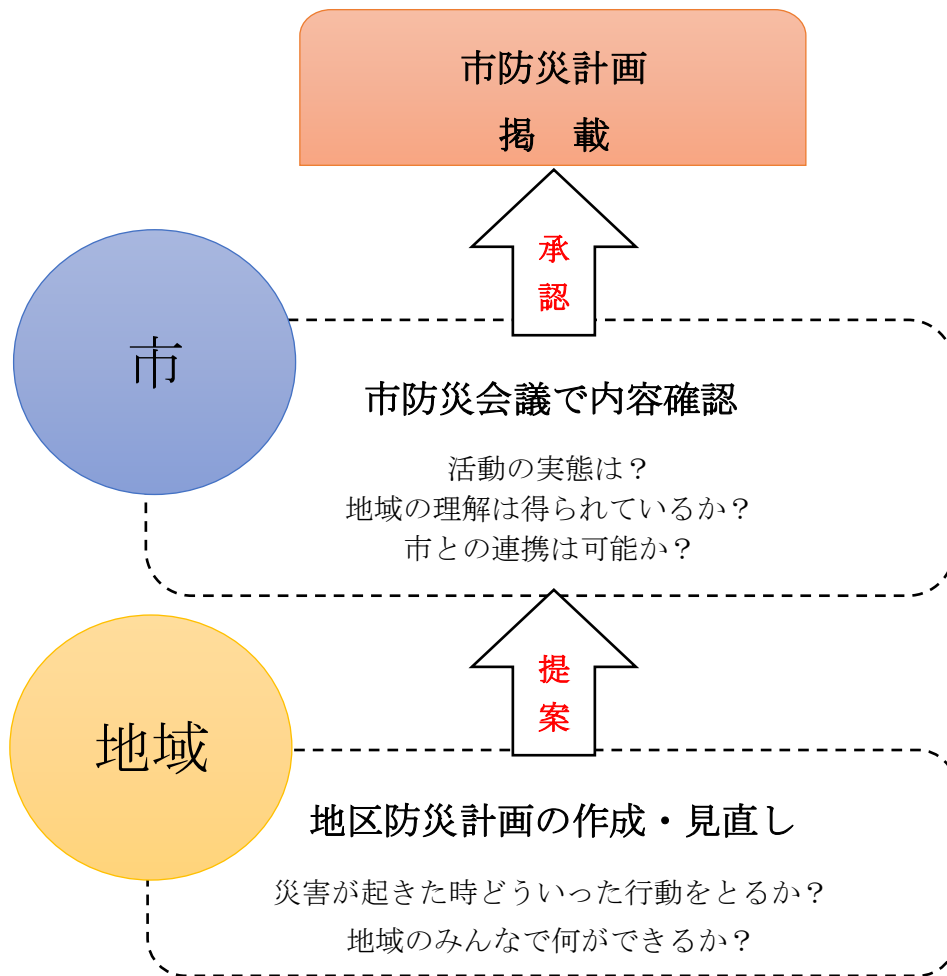 市防災計画
掲　載
承
認
市
市防災会議で内容確認
活動の実態は？
地域の理解は得られているか？
市との連携は可能か？
提
案
地域
地区防災計画の作成・見直し
災害が起きた時どういった行動をとるか？
地域のみんなで何ができるか？